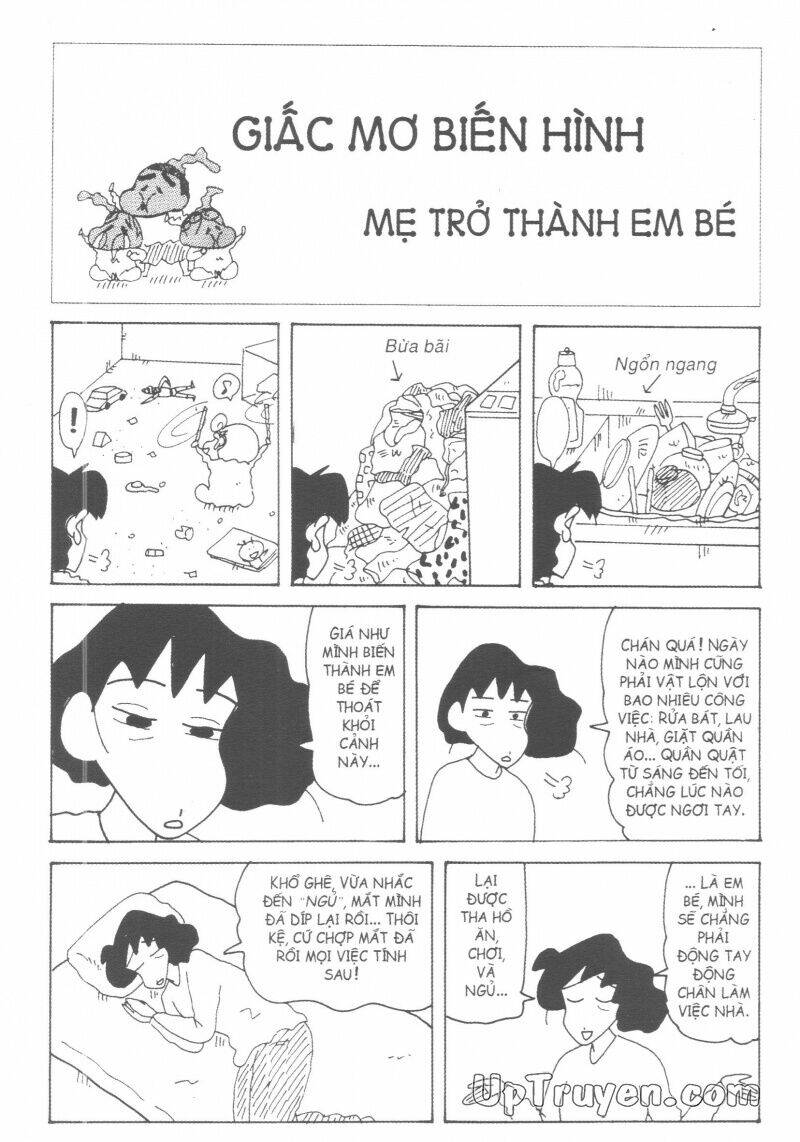 GIẤC MƠ BIẾN HÌNH
MẸ TRỞ THÀNH EM BÉ
Ngổn ngang
Bừa bãi
!
♪
CHÁN QUÁ! NGÀY
NÀO MÌNH CŨNG
PHẢI VẬT LỘN VỚI
BAO NHIÊU CÔNG
VIỆC: RỬA BÁT, LAU
NHÀ, GIẶT QUẦN
ÁO... QUẦN QUẬT
TỪ SÁNG ĐẾN TỐI,
CHẲNG LÚC NÀO
ĐƯỢC NGƠI TAY.
GIÁ NHƯ
MÌNH BIẾN
THÀNH EM
BÉ ĐỂ
THOÁT
KHỎI
CẢNH
NÀY...
... LÀ EM
BÉ, MÌNH
SẼ CHẲNG
PHẢI
ĐỘNG TAY
ĐỘNG
CHÂN LÀM
VIỆC NHÀ.
LẠI
ĐƯỢC
THA HỒ
ĂN,
CHƠI,
VÀ
NGỦ...
KHỔ GHÊ, VỪA NHẮC
ĐẾN "NGỦ", MẮT MÌNH
ĐÃ DÍP LẠI RỒI... THÔI
KỆ, CỨ CHỢP MẮT ĐÃ
RỒI MỌI VIỆC TÍNH
SAU!
UpTruyen.com